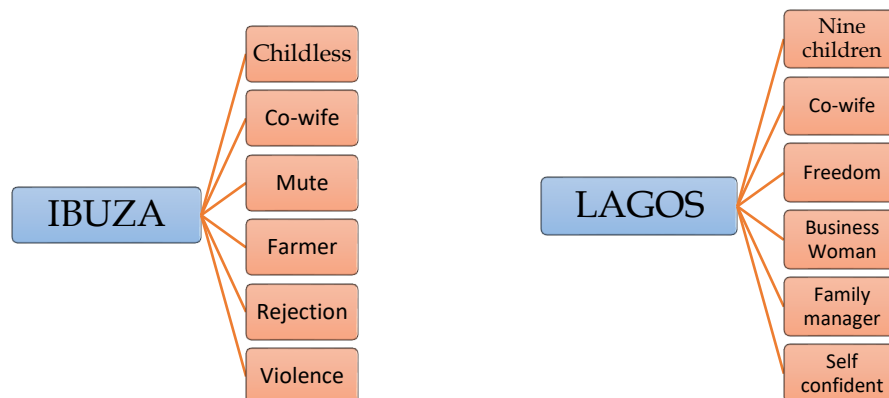 IBUZA
Childless
Co-wife
Mute
Farmer
Rejection
Violence
LAGOS
Nine
children
Co-wife
Freedom
Business
Woman
Family
manager
Self
confident